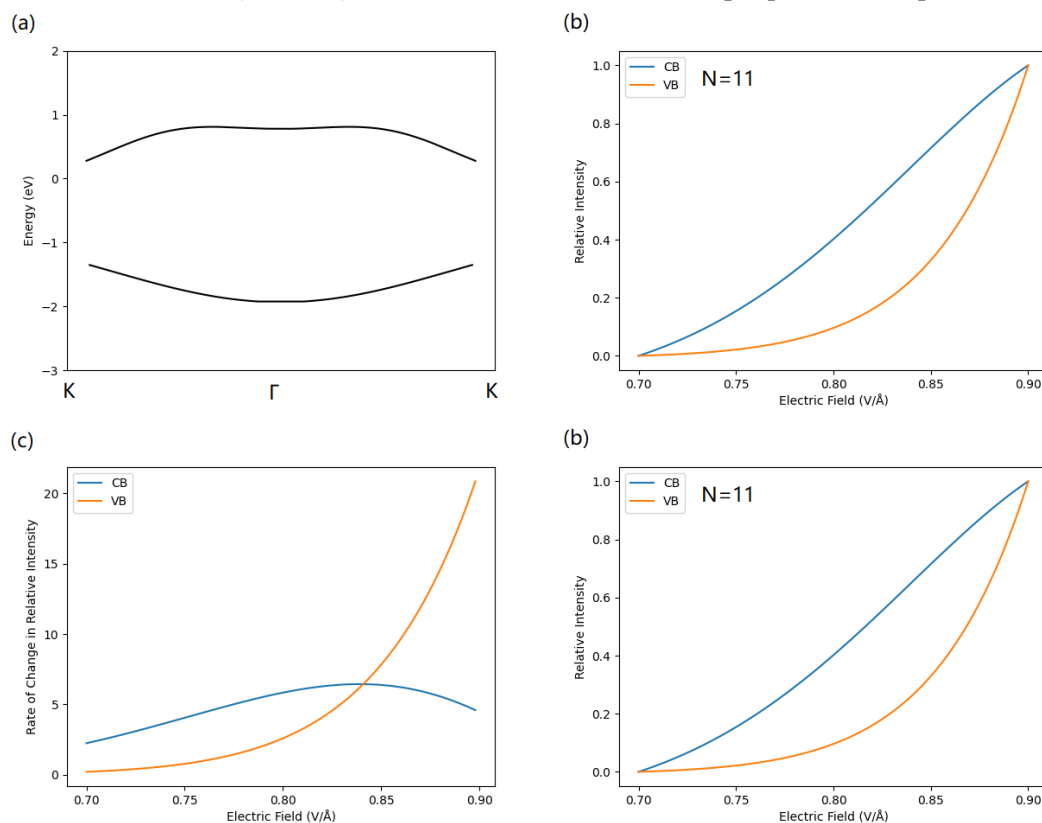 (a)
2
1
0
−1
−2
−3
Energy (eV)
K
Γ
K
(b)
CB
VB
N=11
1.0
0.8
0.6
0.4
0.2
0.0
Relative Intensity
0.70
0.75
0.80
0.85
0.90
Electric Field (V/Å)
(c)
CB
VB
20
15
10
5
0
Rate of Change in Relative Intensity
0.70
0.75
0.80
0.85
0.90
Electric Field (V/Å)
(b)
CB
VB
N=11
1.0
0.8
0.6
0.4
0.2
0.0
Relative Intensity
0.70
0.75
0.80
0.85
0.90
Electric Field (V/Å)